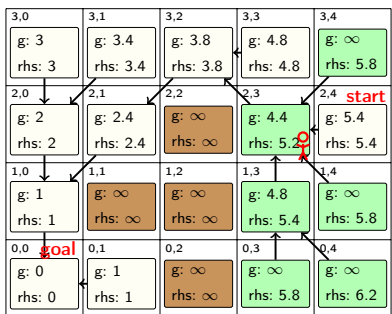 3,0 3,1 3,2 3,3 3,4
g: 3 g: 3.4 g: 3.8 g: 4.8 g: ∞
rhs: 3 rhs: 3.4 rhs: 3.8 rhs: 4.8 rhs: 5.8
2,0 2,1 2,2 2,3 2,4 start
g: 2 g: 2.4 g: ∞ g: 4.4 g: 5.4
rhs: 2 rhs: 2.4 rhs: ∞ rhs: 5.2 rhs: 5.4
1,0 1,1 1,2 1,3 1,4
g: 1 g: ∞ g: ∞ g: 4.8 g: ∞
rhs: 1 rhs: ∞ rhs: ∞ rhs: 5.4 rhs: 5.8
0,0 goal 0,1 0,2 0,3 0,4
g: 0 g: 1 g: ∞ g: ∞ g: ∞
rhs: 0 rhs: 1 rhs: ∞ rhs: 5.8 rhs: 6.2